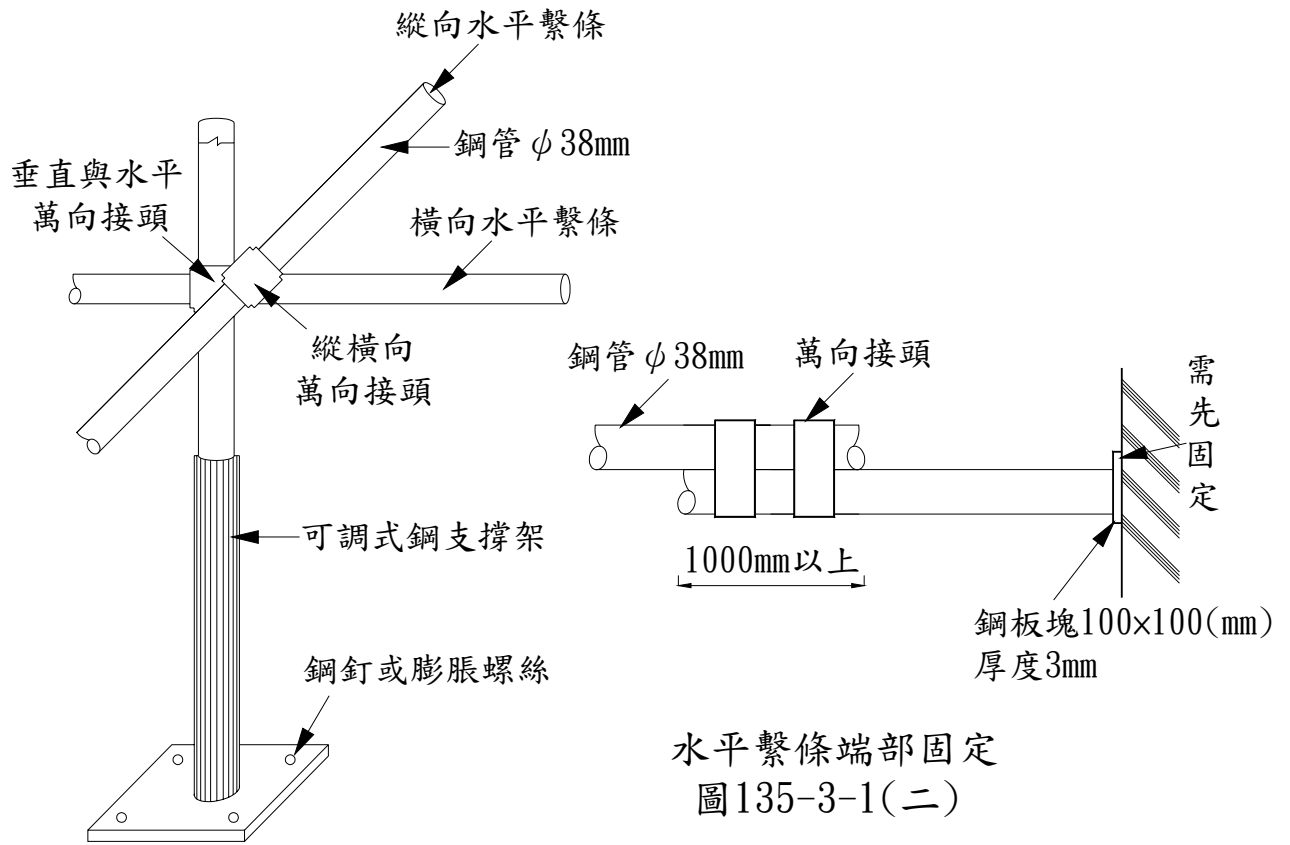 縱向水平繫條
鋼管ψ38mm
垂直與水平
萬向接頭
橫向水平繫條
縱橫向
萬向接頭
可調式鋼支撐架
鋼釘或膨脹螺絲
鋼管ψ38mm
萬向接頭
需先固定
1000mm以上
鋼板塊100×100(mm)
厚度3mm
水平繫條端部固定
圖135-3-1(二)